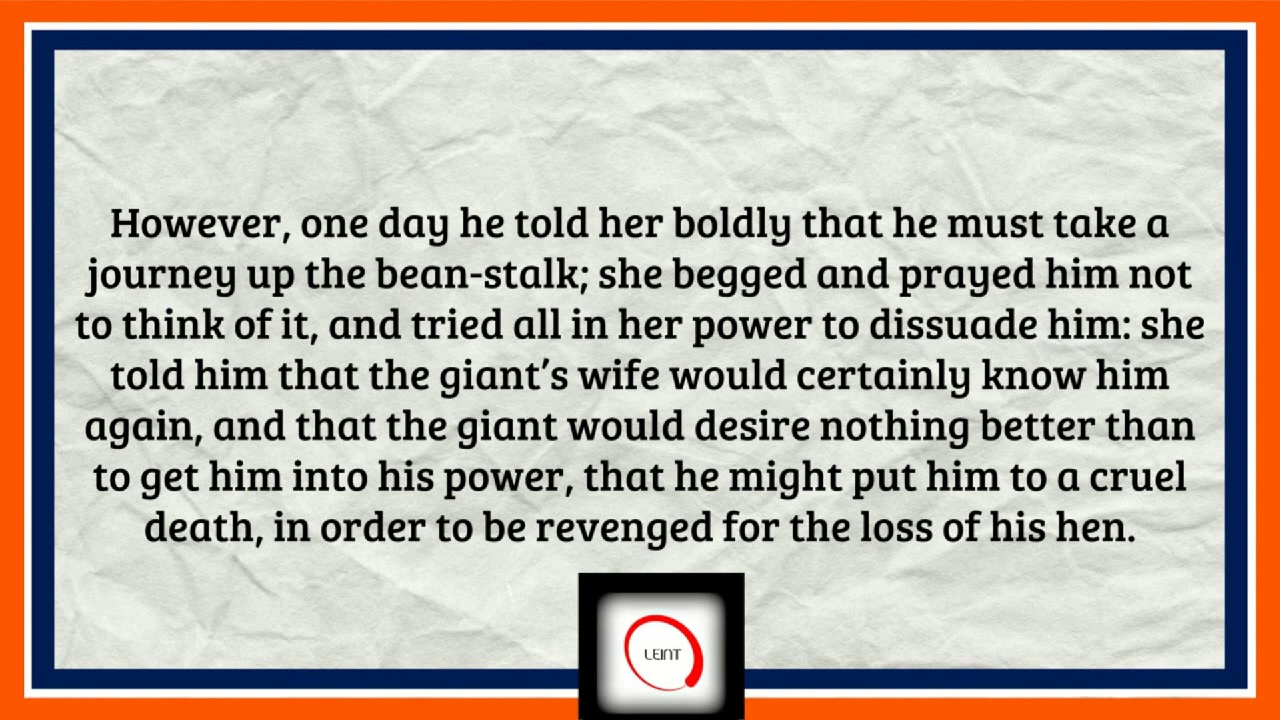 However, one day he told her boldly that he must take a
journey up the bean-stalk; she begged and prayed him not
to think of it, and tried all in her power to dissuade him: she
told him that the giant’s wife would certainly know him
again, and that the giant would desire nothing better than
to get him into his power, that he might put him to a cruel
death, in order to be revenged for the loss of his hen.
LEINT